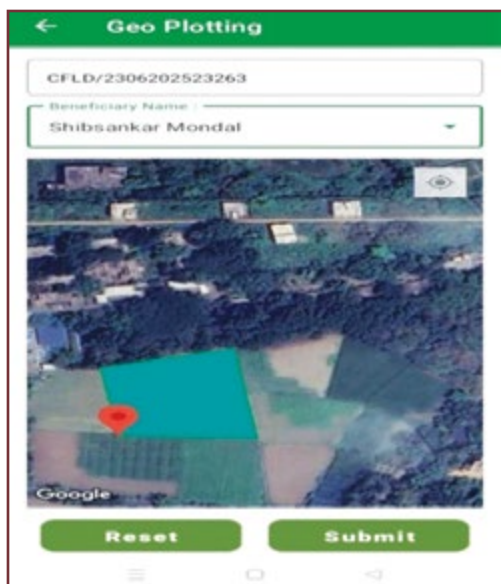 Geo Plotting
CFLD/2306202523263
Beneficiary Name :
Shibsankar Mondal
Google
Reset
Submit